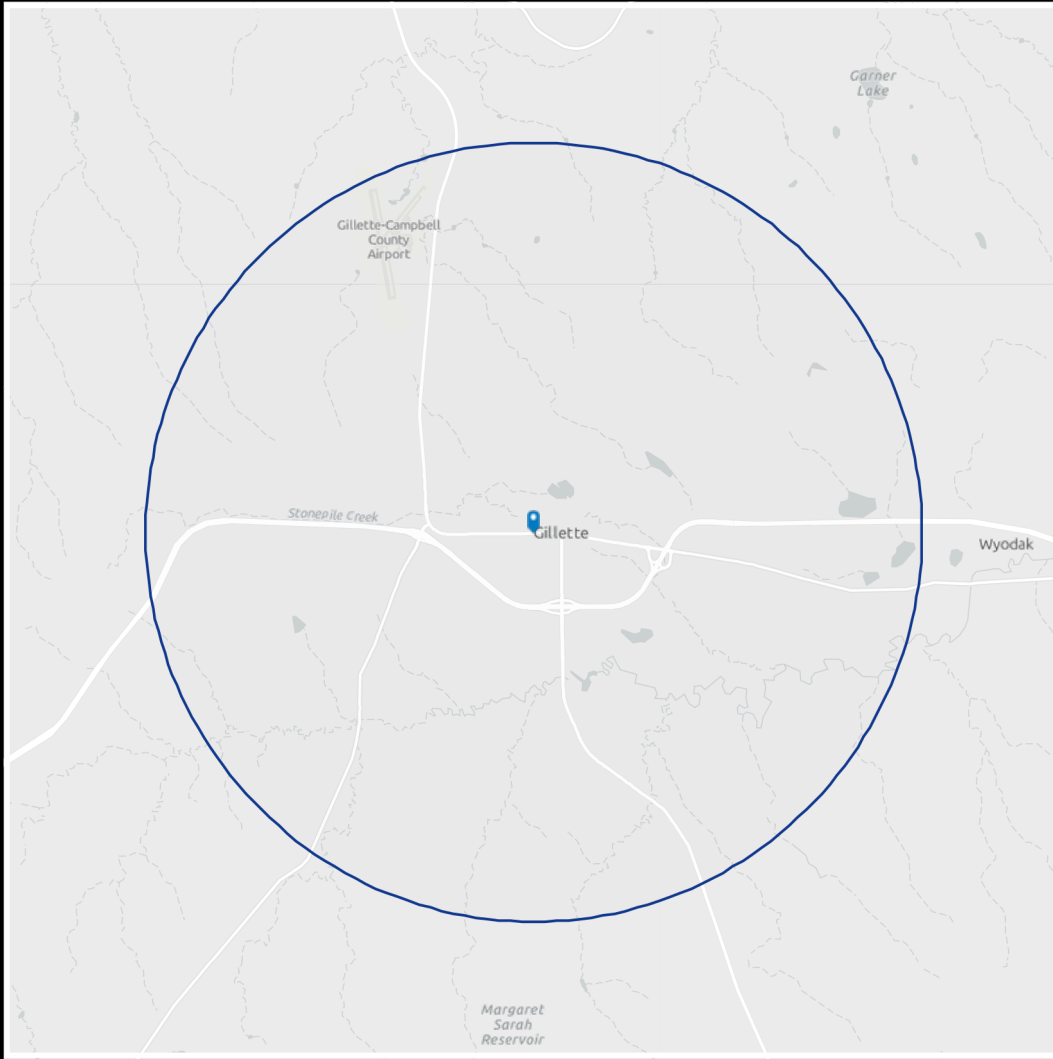 Garner
Lake
Gillette-Campbell
County
Airport
Stonepile Creek
Gillette
Wyodak
Margaret
Sarah
Reservoir